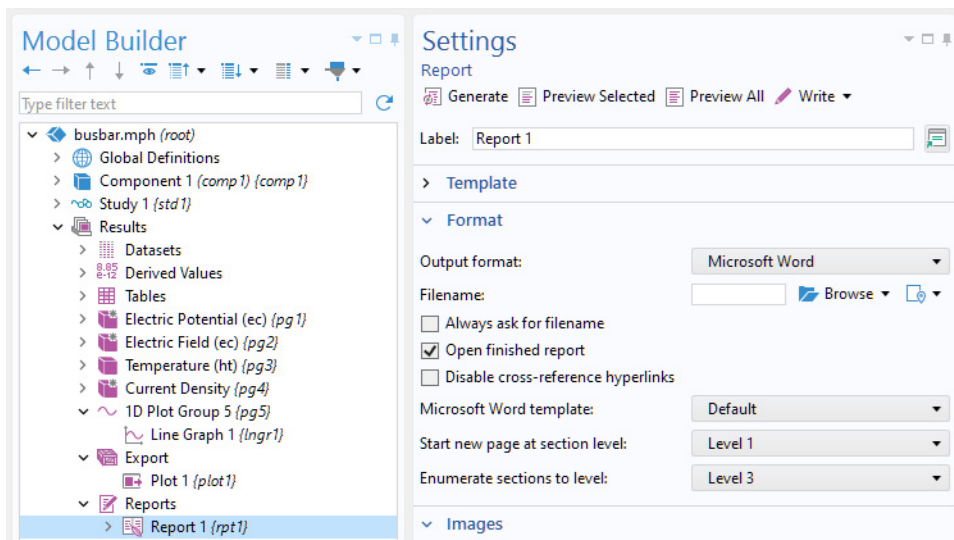 Model Builder
Type filter text
busbar.mph (root)
Global Definitions
Component 1 (comp1) {comp1}
Study 1 {std1}
Results
Datasets
8.85
e-12
Derived Values
Tables
Electric Potential (ec) {pg1}
Electric Field (ec) {pg2}
Temperature (ht) {pg3}
Current Density {pg4}
1D Plot Group 5 {pg5}
Line Graph 1 {lngr1}
Export
Plot 1 {plot1}
Reports
Report 1 {rpt1}
Settings
Report
Generate Preview Selected Preview All Write
Label: Report 1
Template
Format
Output format: Microsoft Word
Filename: Browse
Always ask for filename
Open finished report
Disable cross-reference hyperlinks
Microsoft Word template: Default
Start new page at section level: Level 1
Enumerate sections to level: Level 3
Images